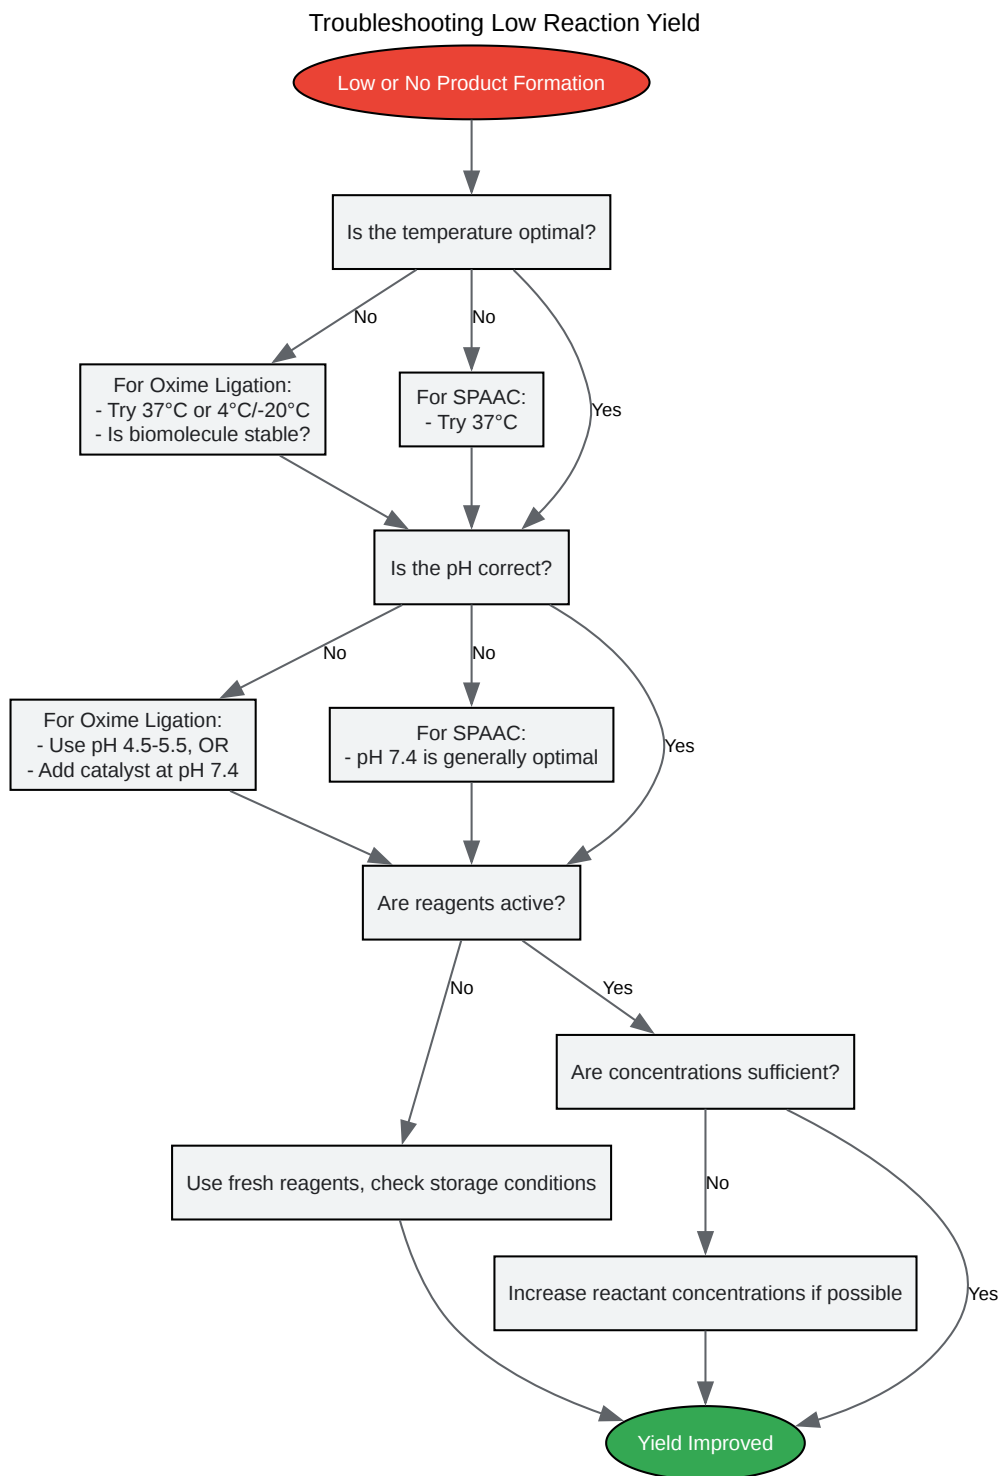 Troubleshooting Low Reaction Yield
Low or No Product Formation
Is the temperature optimal?
No
No
Yes
For Oxime Ligation:
- Try 37°C or 4°C/-20°C
- Is biomolecule stable?
For SPAAC:
- Try 37°C
Is the pH correct?
No
No
Yes
For Oxime Ligation:
- Use pH 4.5-5.5, OR
- Add catalyst at pH 7.4
For SPAAC:
- pH 7.4 is generally optimal
Are reagents active?
No
Yes
Are concentrations sufficient?
Use fresh reagents, check storage conditions
No
Yes
Increase reactant concentrations if possible
Yield Improved